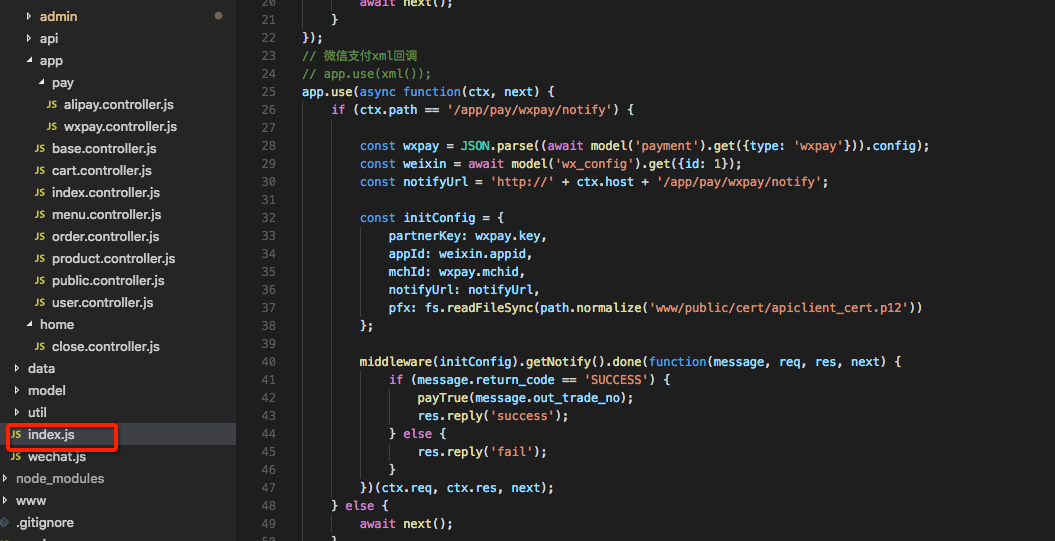 admin
api
app
pay
JS alipay.controller.js
JS wxpay.controller.js
JS base.controller.js
JS cart.controller.js
JS index.controller.js
JS menu.controller.js
JS order.controller.js
JS product.controller.js
JS public.controller.js
JS user.controller.js
home
JS close.controller.js
data
model
util
JS index.js
JS wechat.js
node_modules
www
.gitignore
20 await next();
21 }
22 });
23 // 微信支付xml回调
24 // app.use(xml());
25 app.use(async function(ctx, next) {
26 if (ctx.path == '/app/pay/wxpay/notify') {
27
28 const wxpay = JSON.parse((await model('payment').get({type: 'wxpay'})).config);
29 const weixin = await model('wx_config').get({id: 1});
30 const notifyUrl = 'http://' + ctx.host + '/app/pay/wxpay/notify';
31
32 const initConfig = {
33 partnerKey: wxpay.key,
34 appId: weixin.appid,
35 mchId: wxpay.mchid,
36 notifyUrl: notifyUrl,
37 pfx: fs.readFileSync(path.normalize('www/public/cert/apiclient_cert.p12'))
38 };
39
40 middleware(initConfig).getNotify().done(function(message, req, res, next) {
41 if (message.return_code == 'SUCCESS') {
42 payTrue(message.out_trade_no);
43 res.reply('success');
44 } else {
45 res.reply('fail');
46 }
47 })(ctx.req, ctx.res, next);
48 } else {
49 await next();
50 }